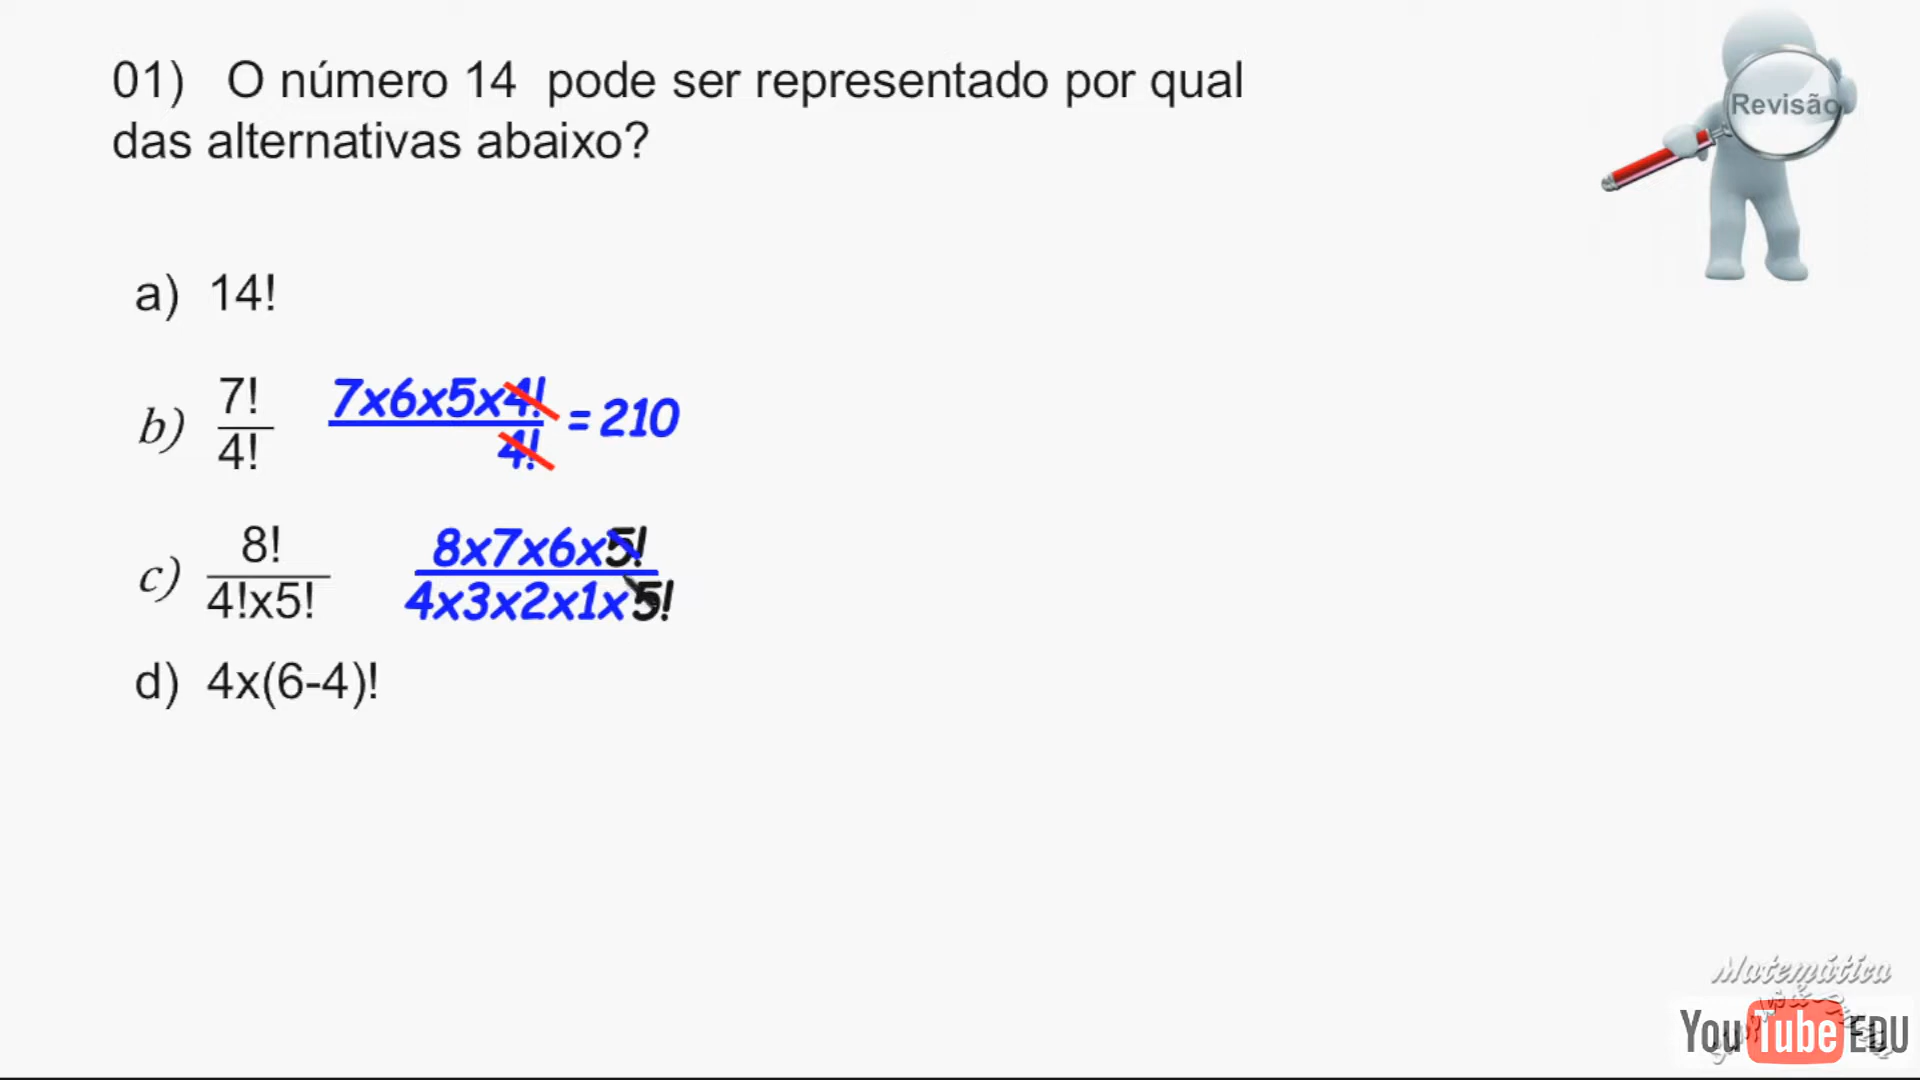 01) O número 14 pode ser representado por qual
das alternativas abaixo?
Revisão
a) 14!
b) 7!/4! 7x6x5x4!/4! = 210
c) 8!/4!x5! 8x7x6x5!/4x3x2x1x5!
d) 4x(6-4)!
Matemática
YouTube EDU